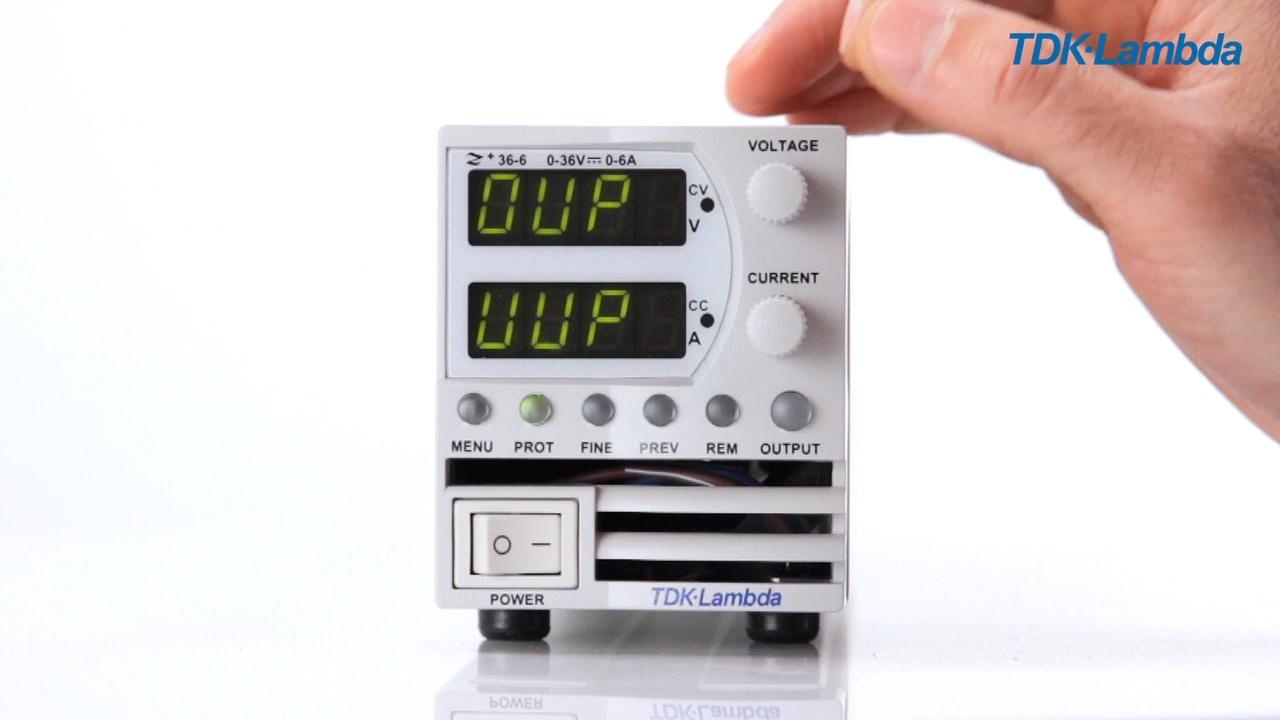 TDK·Lambda
VOLTAGE
Z+ 36-6 0-36V⎓ 0-6A
OUP
CV
V
CURRENT
UUP
CC
A
MENU PROT FINE PREV REM OUTPUT
O —
POWER
TDK·Lambda